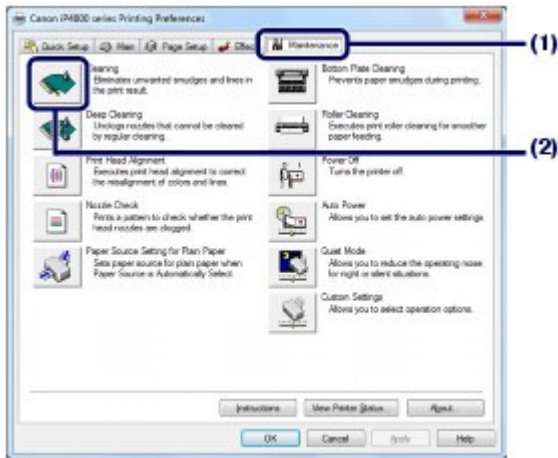 Canon iP4800 series Printing Preferences
Quick Setup Main Page Setup Effec Maintenance
(1)
eaning
Eliminates unwanted smudges and lines in
the print result.
Deep Cleaning
Unclogs nozzles that cannot be cleared
by regular cleaning.
(2)
Print Head Alignment
Executes print head alignment to correct
the misalignment of colors and lines.
Nozzle Check
Prints a pattern to check whether the print
head nozzles are clogged.
Paper Source Setting for Plain Paper
Sets paper source for plain paper when
Paper Source is Automatically Select.
Bottom Plate Cleaning
Prevents paper smudges during printing.
Roller Cleaning
Executes print roller cleaning for smoother
paper feeding.
Power Off
Turns the printer off.
Auto Power
Allows you to set the auto power settings
Quiet Mode
Allows you to reduce the operating noise
for night or silent situations.
Custom Settings
Allows you to select operation options.
Instructions View Printer Status... About...
OK Cancel Apply Help